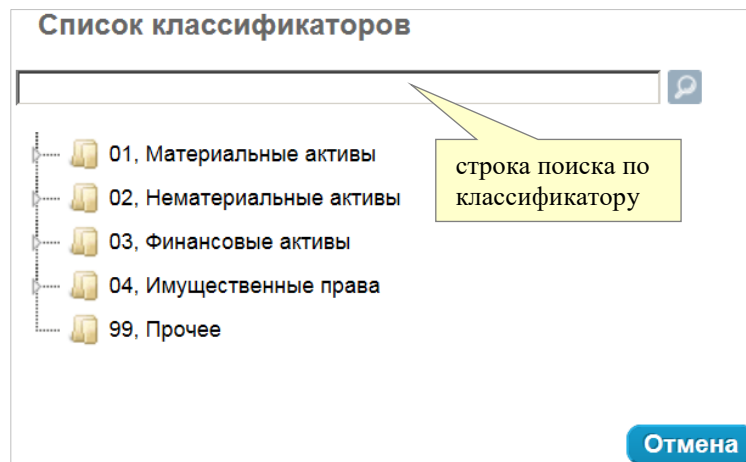 Список классификаторов
01, Материальные активы
строка поиска по
классификатору
02, Нематериальные активы
03, Финансовые активы
04, Имущественные права
99, Прочее
Отмена